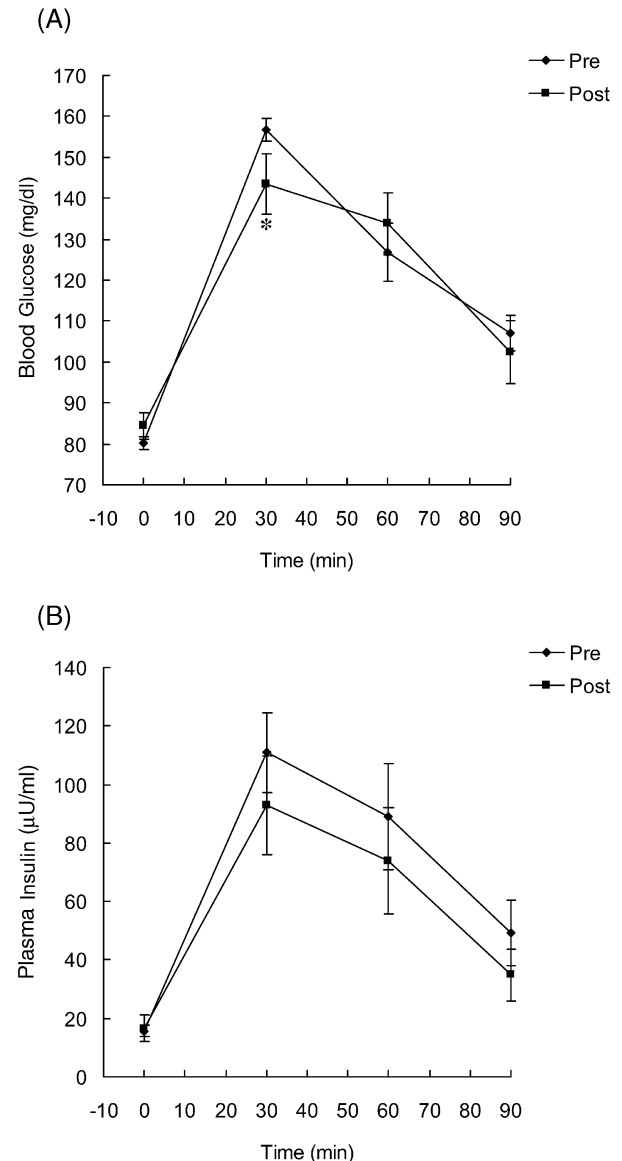 (A)
Pre
Post
170
160
150
140
130
120
110
100
90
80
70
Blood Glucose (mg/dl)
*
-10 0 10 20 30 40 50 60 70 80 90
Time (min)
(B)
Pre
Post
140
120
100
80
60
40
20
0
Plasma Insulin (μU/ml)
-10 0 10 20 30 40 50 60 70 80 90
Time (min)